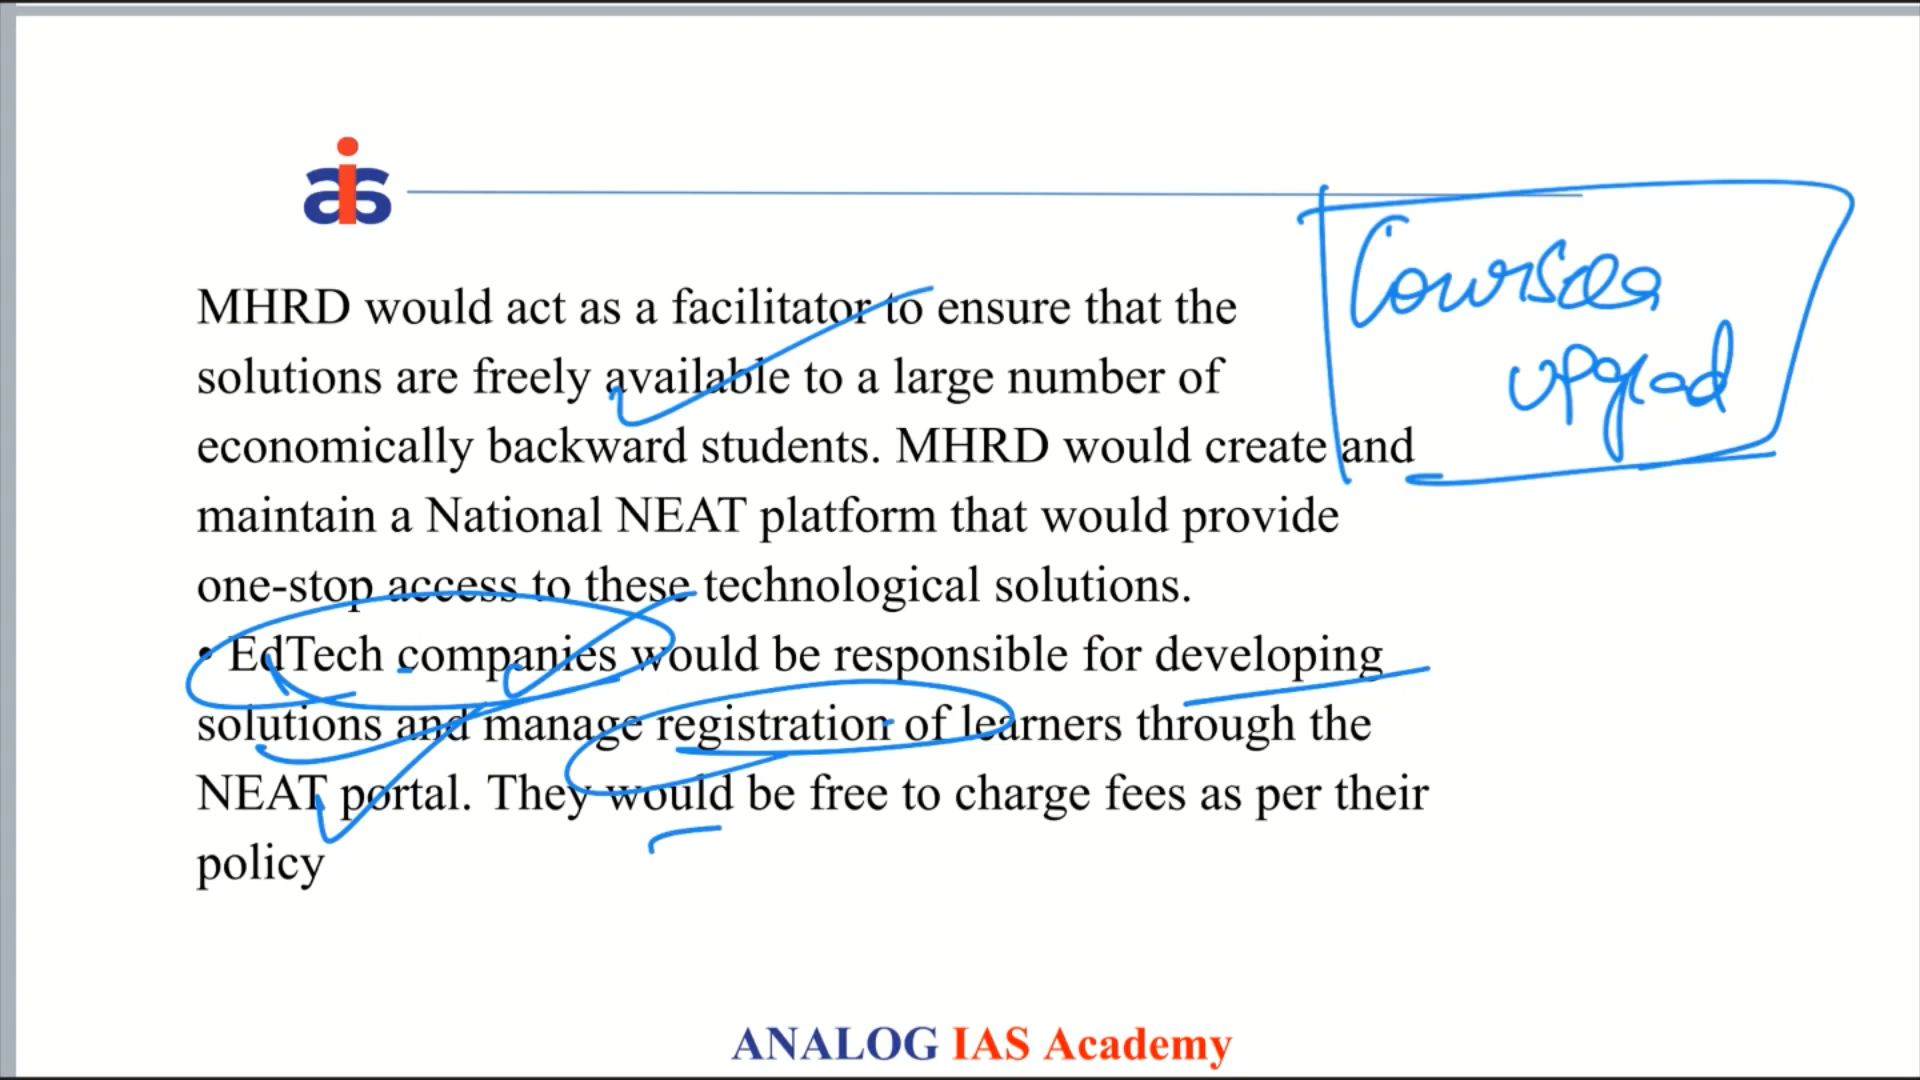 ais
Coursera
upgrad
MHRD would act as a facilitator to ensure that the
solutions are freely available to a large number of
economically backward students. MHRD would create and
maintain a National NEAT platform that would provide
one-stop access to these technological solutions.
• EdTech companies would be responsible for developing
solutions and manage registration of learners through the
NEAT portal. They would be free to charge fees as per their
policy
ANALOG IAS Academy